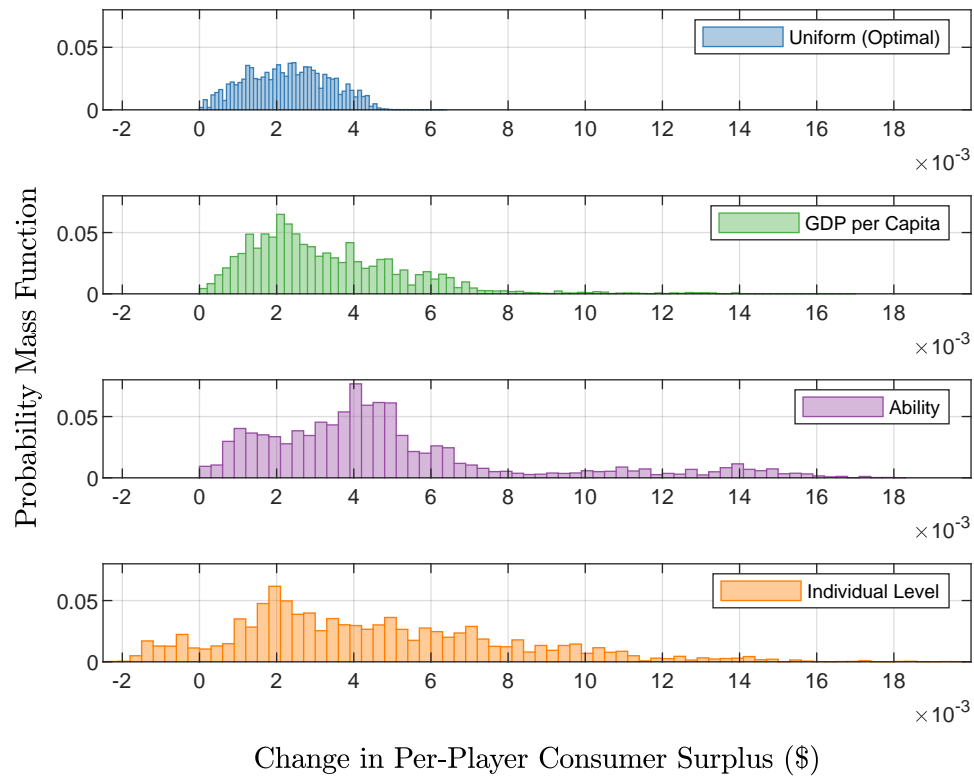 Probability Mass Function
Uniform (Optimal)
0.05
0
-2 0 2 4 6 8 10 12 14 16 18
×10⁻³
GDP per Capita
0.05
0
-2 0 2 4 6 8 10 12 14 16 18
×10⁻³
Ability
0.05
0
-2 0 2 4 6 8 10 12 14 16 18
×10⁻³
Individual Level
0.05
0
-2 0 2 4 6 8 10 12 14 16 18
×10⁻³
Change in Per-Player Consumer Surplus ($)